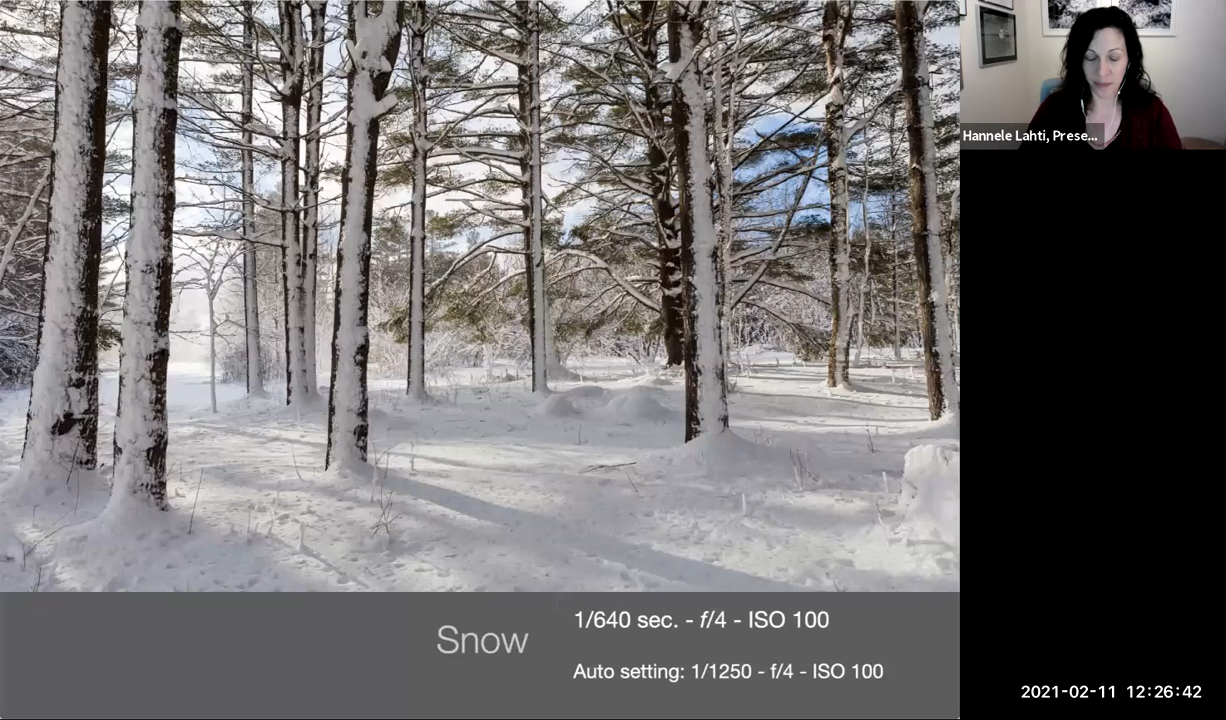 Hannele Lahti, Prese...
Snow
1/640 sec. - f/4 - ISO 100
Auto setting: 1/1250 - f/4 - ISO 100
2021-02-11 12:26:42